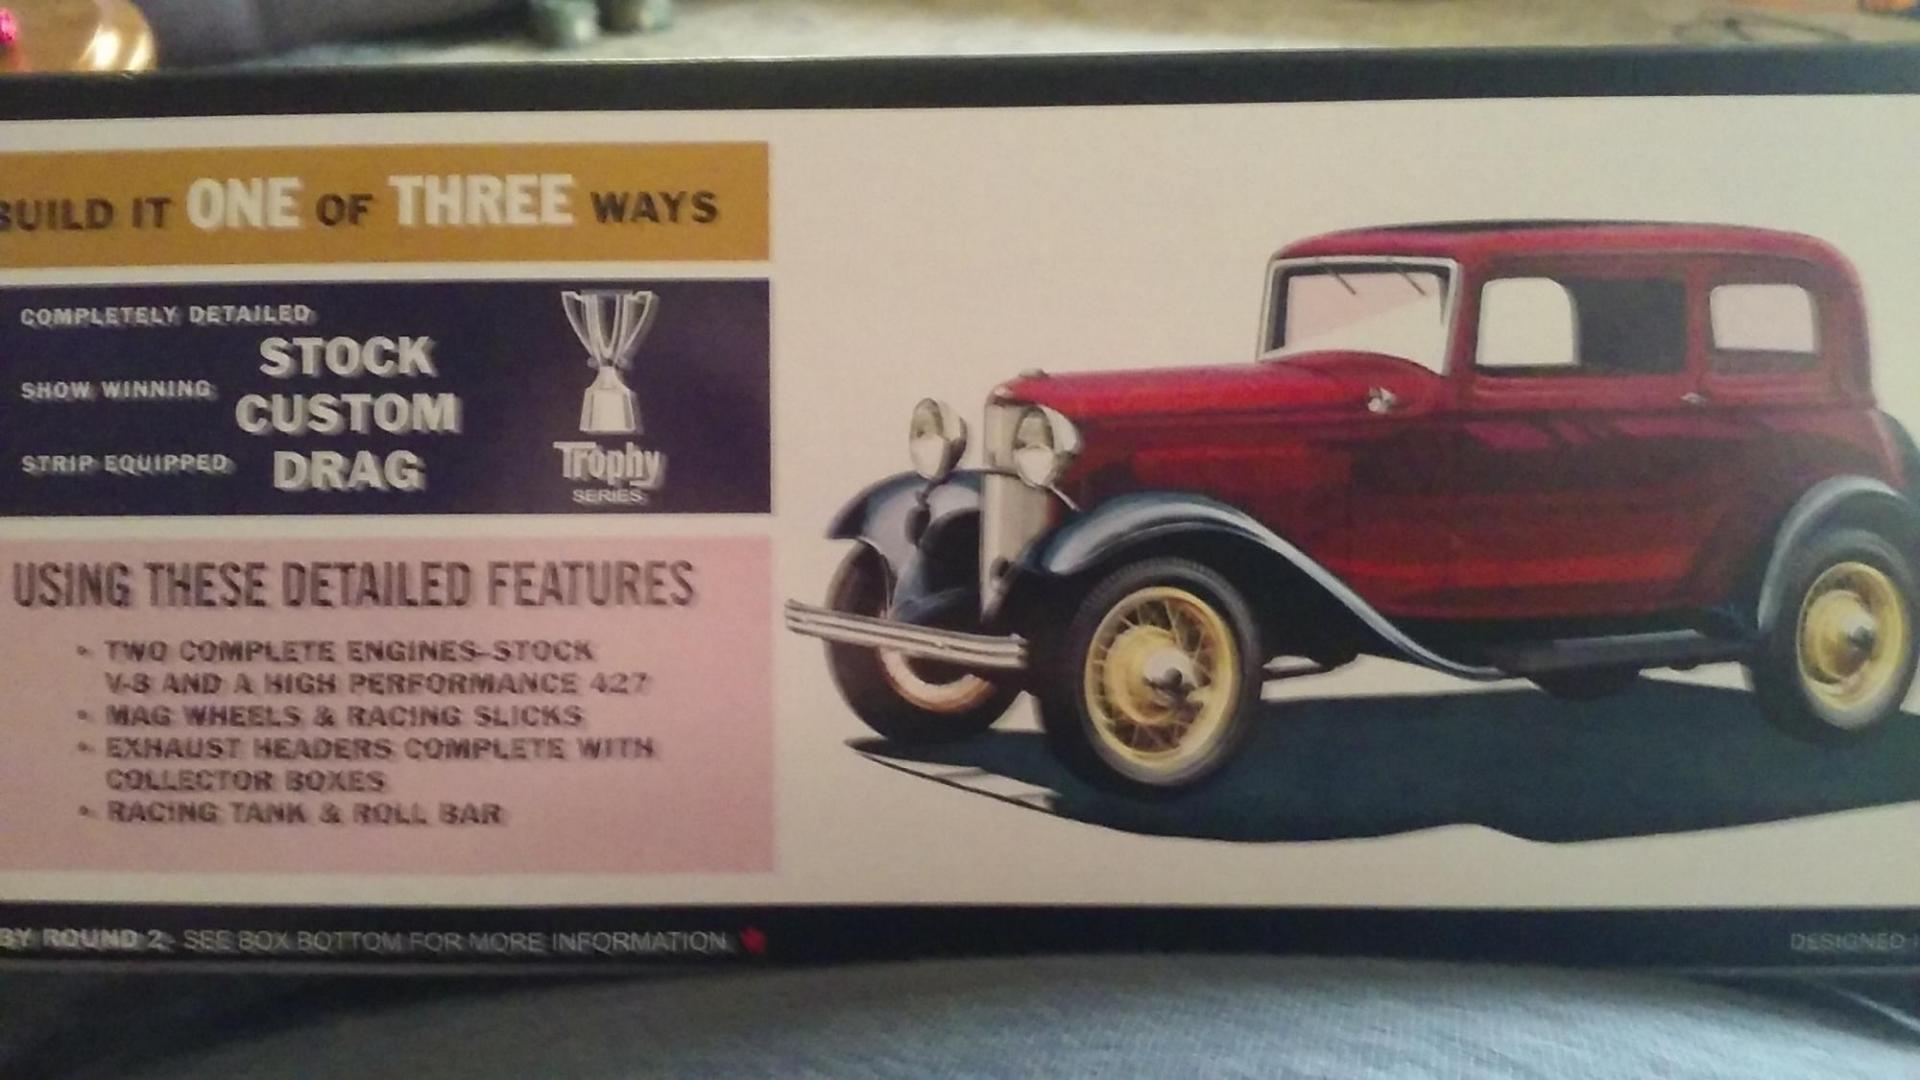 BUILD IT ONE OF THREE WAYS
COMPLETELY DETAILED
STOCK
SHOW WINNING
CUSTOM
STRIP EQUIPPED
DRAG
Trophy
SERIES
USING THESE DETAILED FEATURES
• TWO COMPLETE ENGINES-STOCK
V-8 AND A HIGH PERFORMANCE 427
• MAG WHEELS & RACING SLICKS
• EXHAUST HEADERS COMPLETE WITH
COLLECTOR BOXES
• RACING TANK & ROLL BAR
BY ROUND 2 - SEE BOX BOTTOM FOR MORE INFORMATION
DESIGNED